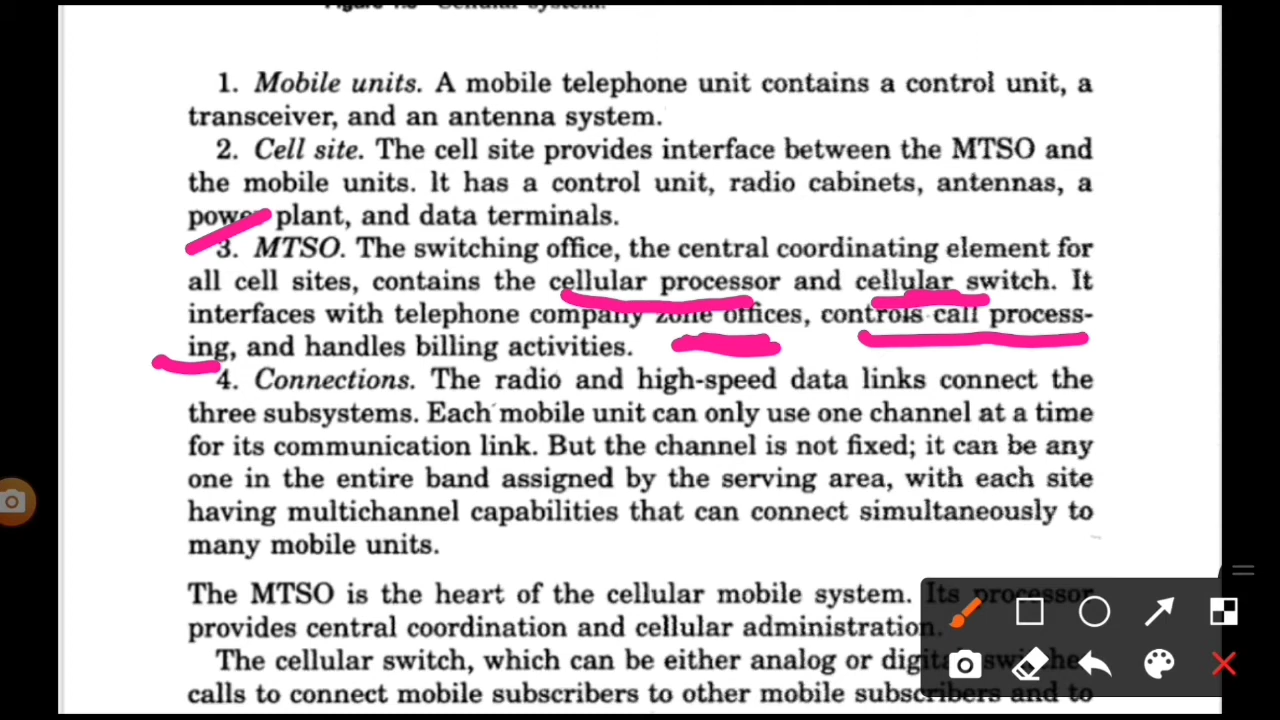 1. Mobile units. A mobile telephone unit contains a control unit, a
transceiver, and an antenna system.
2. Cell site. The cell site provides interface between the MTSO and
the mobile units. It has a control unit, radio cabinets, antennas, a
power plant, and data terminals.
3. MTSO. The switching office, the central coordinating element for
all cell sites, contains the cellular processor and cellular switch. It
interfaces with telephone company zone offices, controls call process-
ing, and handles billing activities.
4. Connections. The radio and high-speed data links connect the
three subsystems. Each mobile unit can only use one channel at a time
for its communication link. But the channel is not fixed; it can be any
one in the entire band assigned by the serving area, with each site
having multichannel capabilities that can connect simultaneously to
many mobile units.
The MTSO is the heart of the cellular mobile system. Its processor
provides central coordination and cellular administration.
The cellular switch, which can be either analog or digital, switches
calls to connect mobile subscribers to other mobile subscribers and to